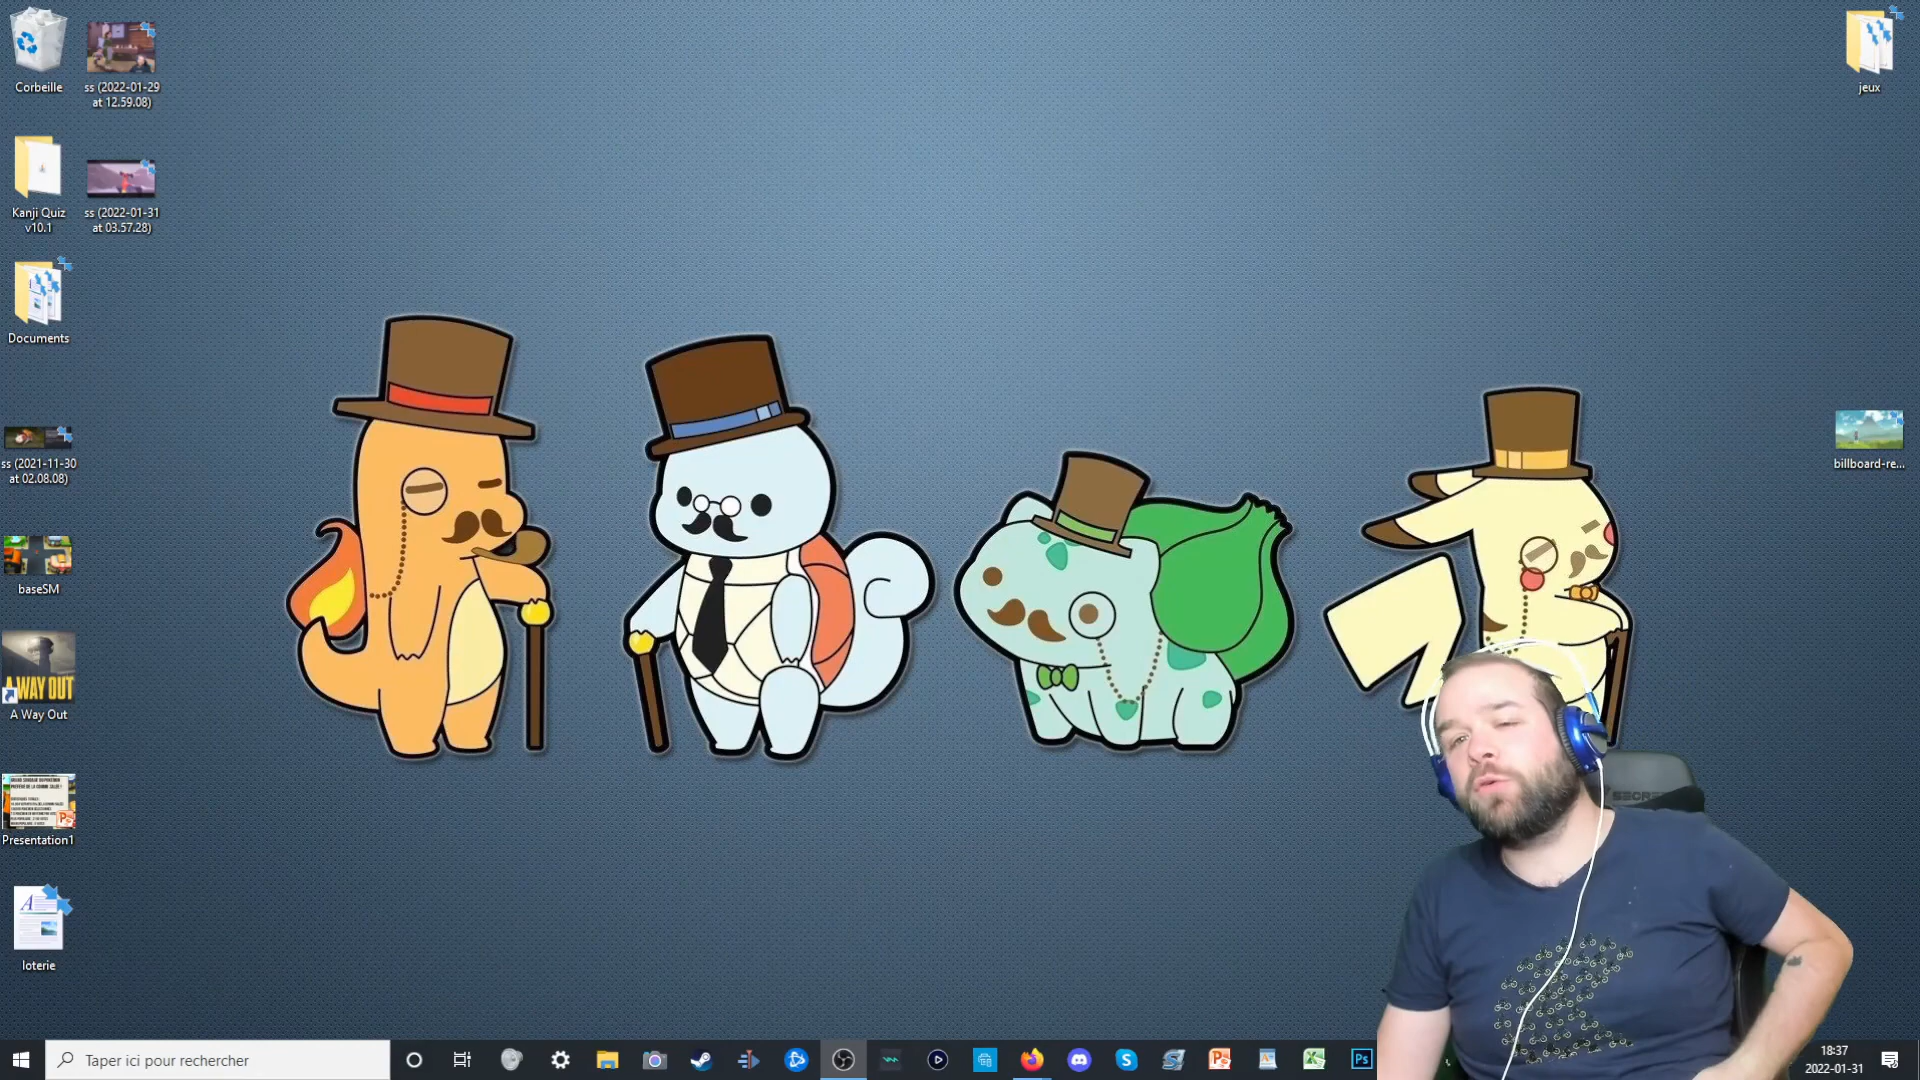 Corbeille
ss (2022-01-29
at 12.59.08)
jeux
Kanji Quiz
v10.1
ss (2022-01-31
at 03.57.28)
Documents
ss (2021-11-30
at 02.08.08)
billboard-re...
baseSM
A WAY OUT
A Way Out
Presentation1
loterie
Taper ici pour rechercher
Ps
18:37
2022-01-31